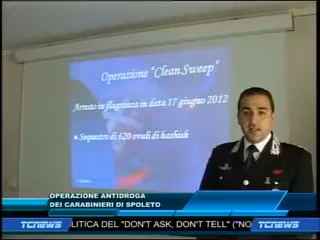 Operazione "Clean Sweep"
Arresto in flagranza in data 17 giugno 2012
Sequestro di 620 ovuli di hashish
OPERAZIONE ANTIDROGA
DEI CARABINIERI DI SPOLETO
TCNEWS LITICA DEL "DON'T ASK, DON'T TELL" ("NO TCNEWS